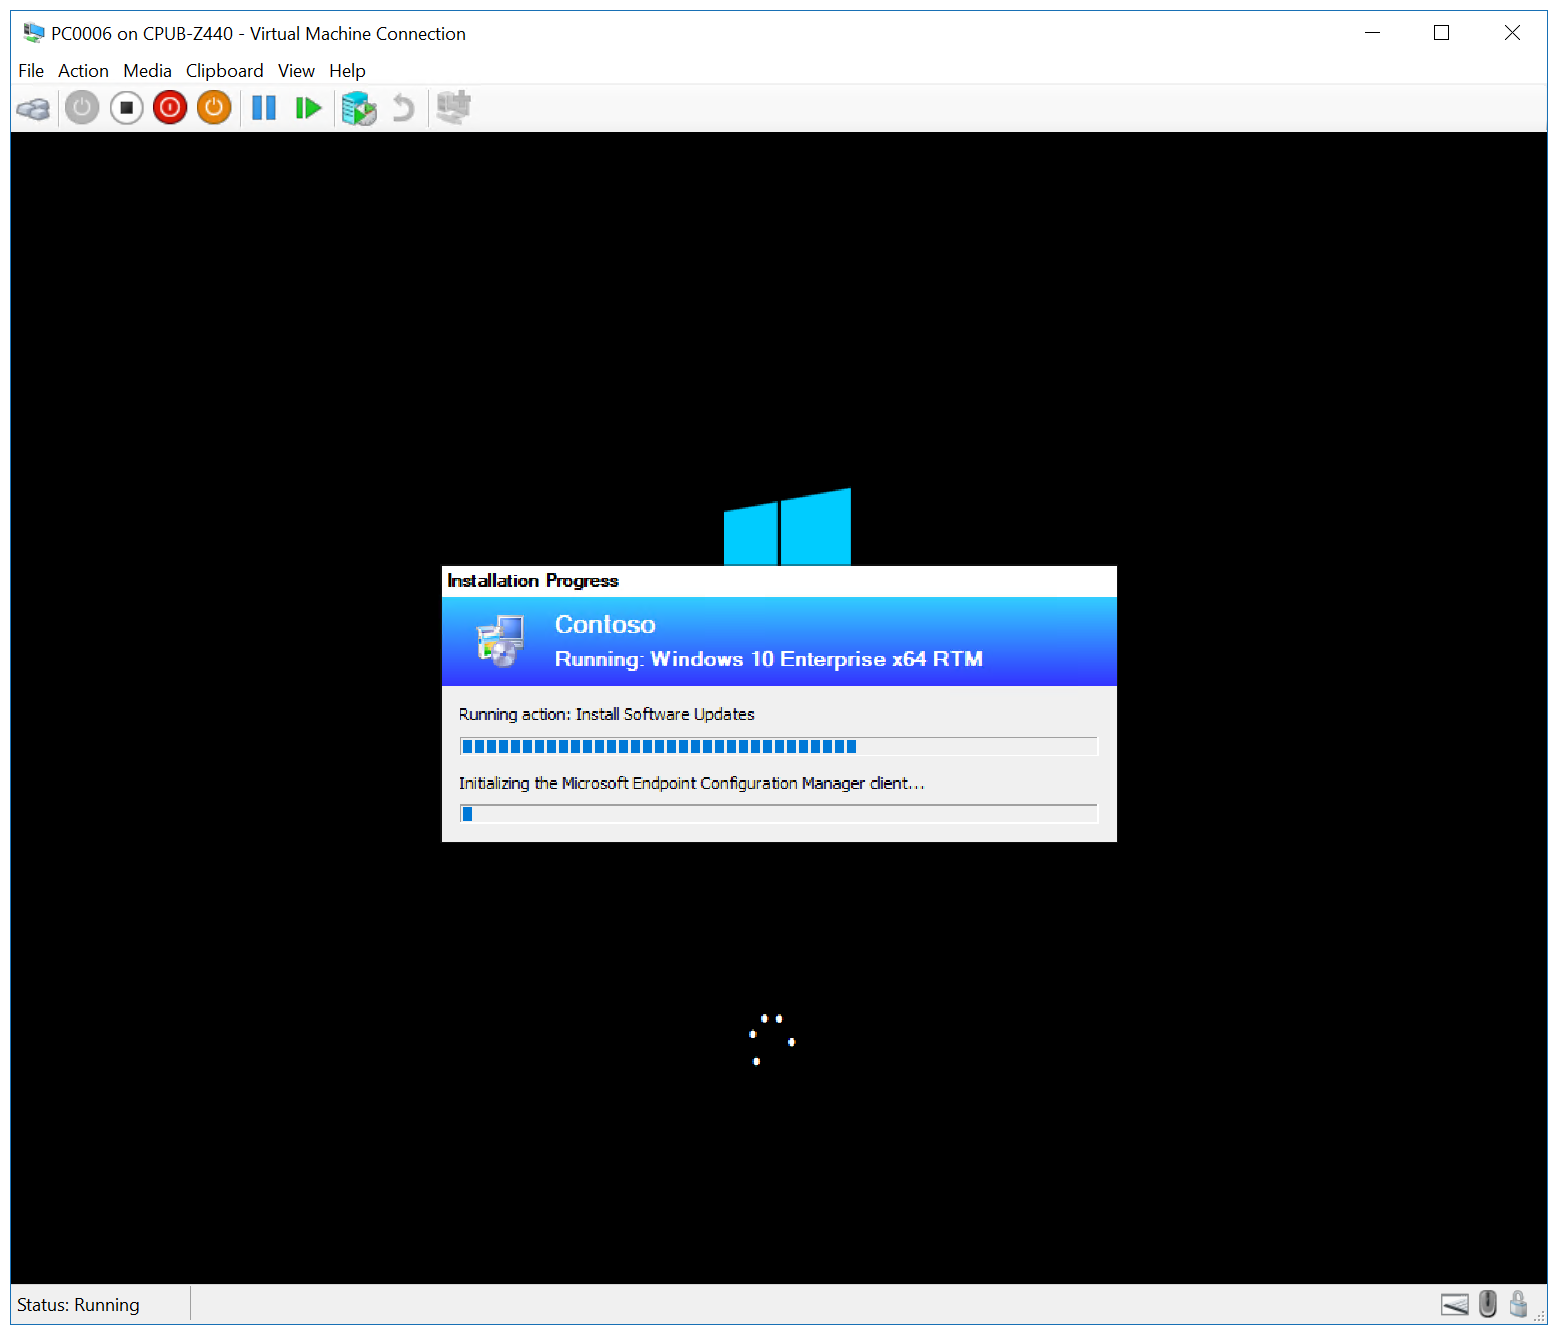 PC0006 on CPUB-Z440 - Virtual Machine Connection
File Action Media Clipboard View Help
Installation Progress
Contoso
Running: Windows 10 Enterprise x64 RTM
Running action: Install Software Updates
Initializing the Microsoft Endpoint Configuration Manager client...
Status: Running